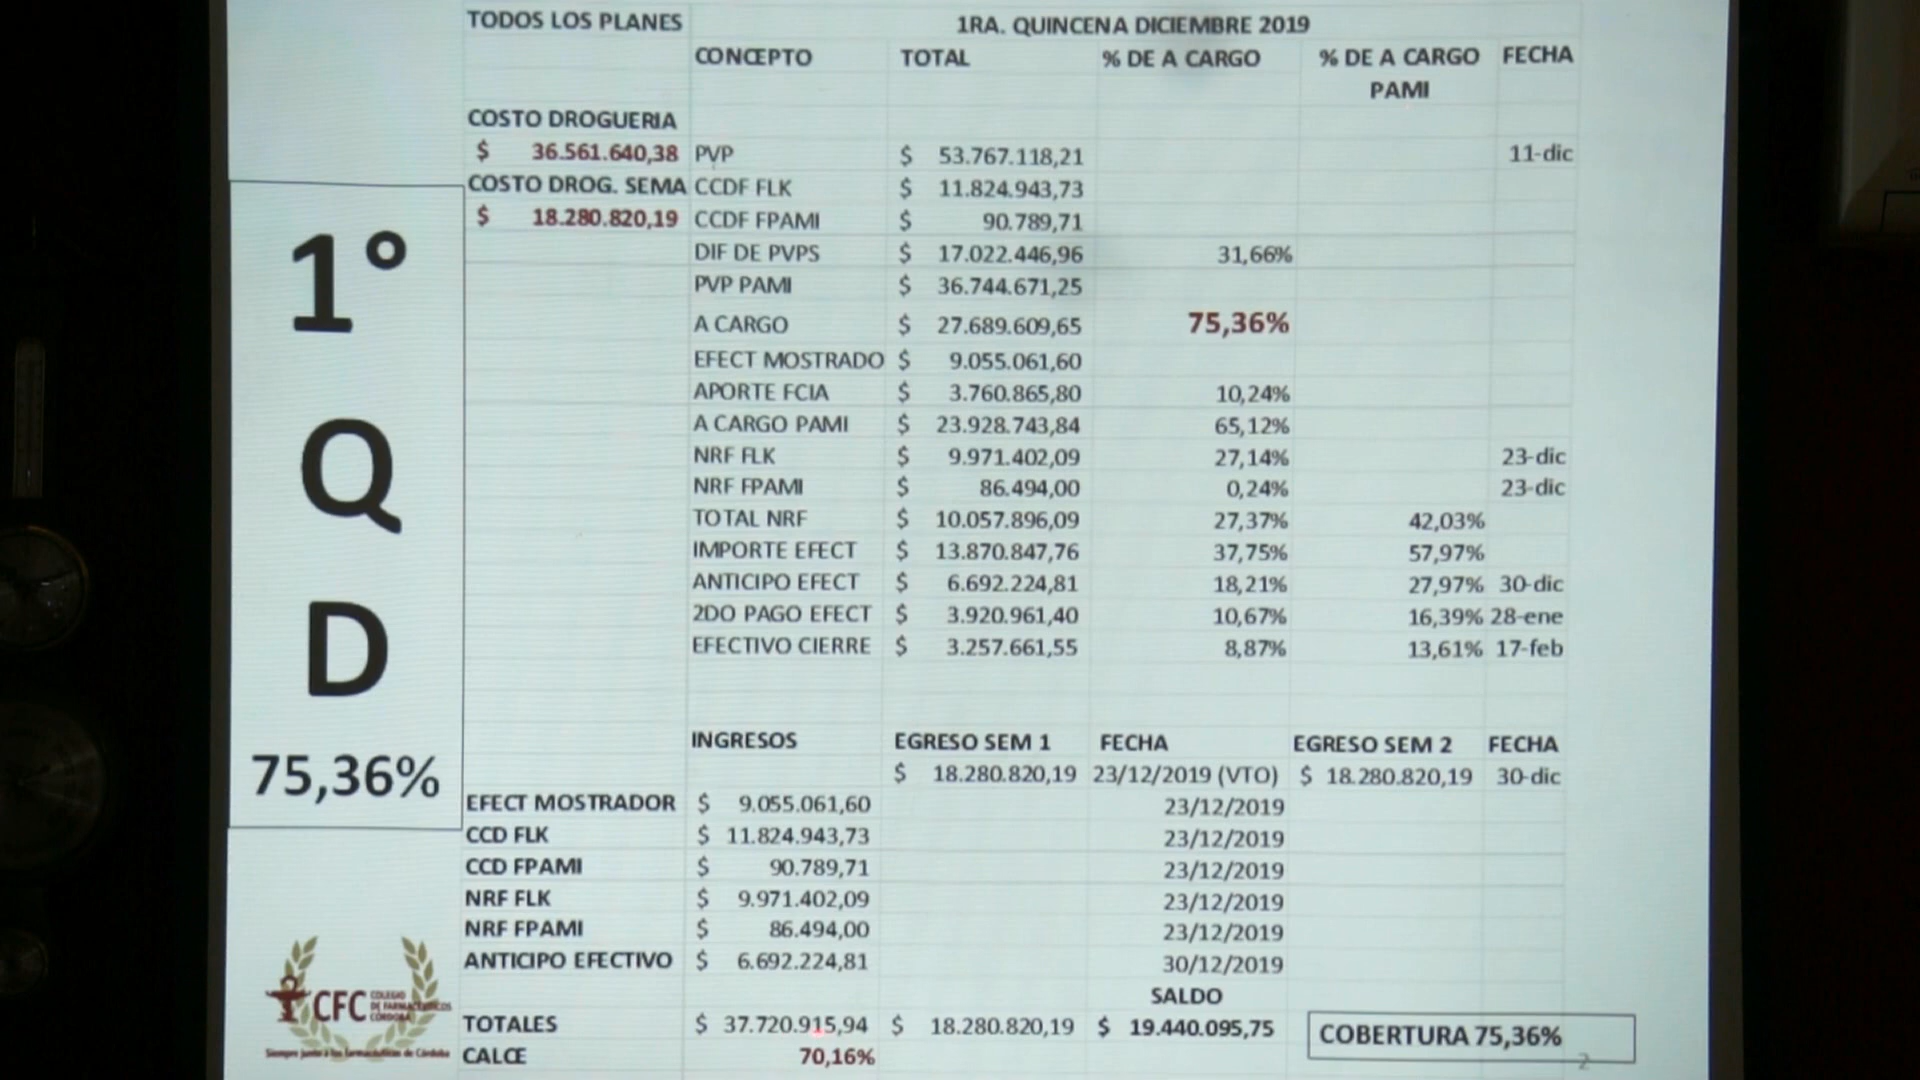 TODOS LOS PLANES 1RA. QUINCENA DICIEMBRE 2019
CONCEPTO TOTAL % DE A CARGO % DE A CARGO PAMI FECHA
COSTO DROGUERIA
$ 36.561.640,38 PVP $ 53.767.118,21 11-dic
COSTO DROG. SEMA CCDF FLK $ 11.824.943,73
$ 18.280.820,19 CCDF FPAMI $ 90.789,71
DIF DE PVPS $ 17.022.446,96 31,66%
PVP PAMI $ 36.744.671,25
A CARGO $ 27.689.609,65 75,36%
EFECT MOSTRADO $ 9.055.061,60
APORTE FCIA $ 3.760.865,80 10,24%
A CARGO PAMI $ 23.928.743,84 65,12%
NRF FLK $ 9.971.402,09 27,14% 23-dic
NRF FPAMI $ 86.494,00 0,24% 23-dic
TOTAL NRF $ 10.057.896,09 27,37% 42,03%
IMPORTE EFECT $ 13.870.847,76 37,75% 57,97%
ANTICIPO EFECT $ 6.692.224,81 18,21% 27,97% 30-dic
2DO PAGO EFECT $ 3.920.961,40 10,67% 16,39% 28-ene
EFECTIVO CIERRE $ 3.257.661,55 8,87% 13,61% 17-feb
1°
Q
D
75,36%
INGRESOS EGRESO SEM 1 FECHA EGRESO SEM 2 FECHA
$ 18.280.820,19 23/12/2019 (VTO) $ 18.280.820,19 30-dic
EFECT MOSTRADOR $ 9.055.061,60 23/12/2019
CCD FLK $ 11.824.943,73 23/12/2019
CCD FPAMI $ 90.789,71 23/12/2019
NRF FLK $ 9.971.402,09 23/12/2019
NRF FPAMI $ 86.494,00 23/12/2019
ANTICIPO EFECTIVO $ 6.692.224,81 30/12/2019
SALDO
TOTALES $ 37.720.915,94 $ 18.280.820,19 $ 19.440.095,75
CALCE 70,16%
COBERTURA 75,36%
2
CFC COLEGIO
DE FARMACEUTICOS
CÓRDOBA
Siempre junto a los farmacéuticos de Córdoba